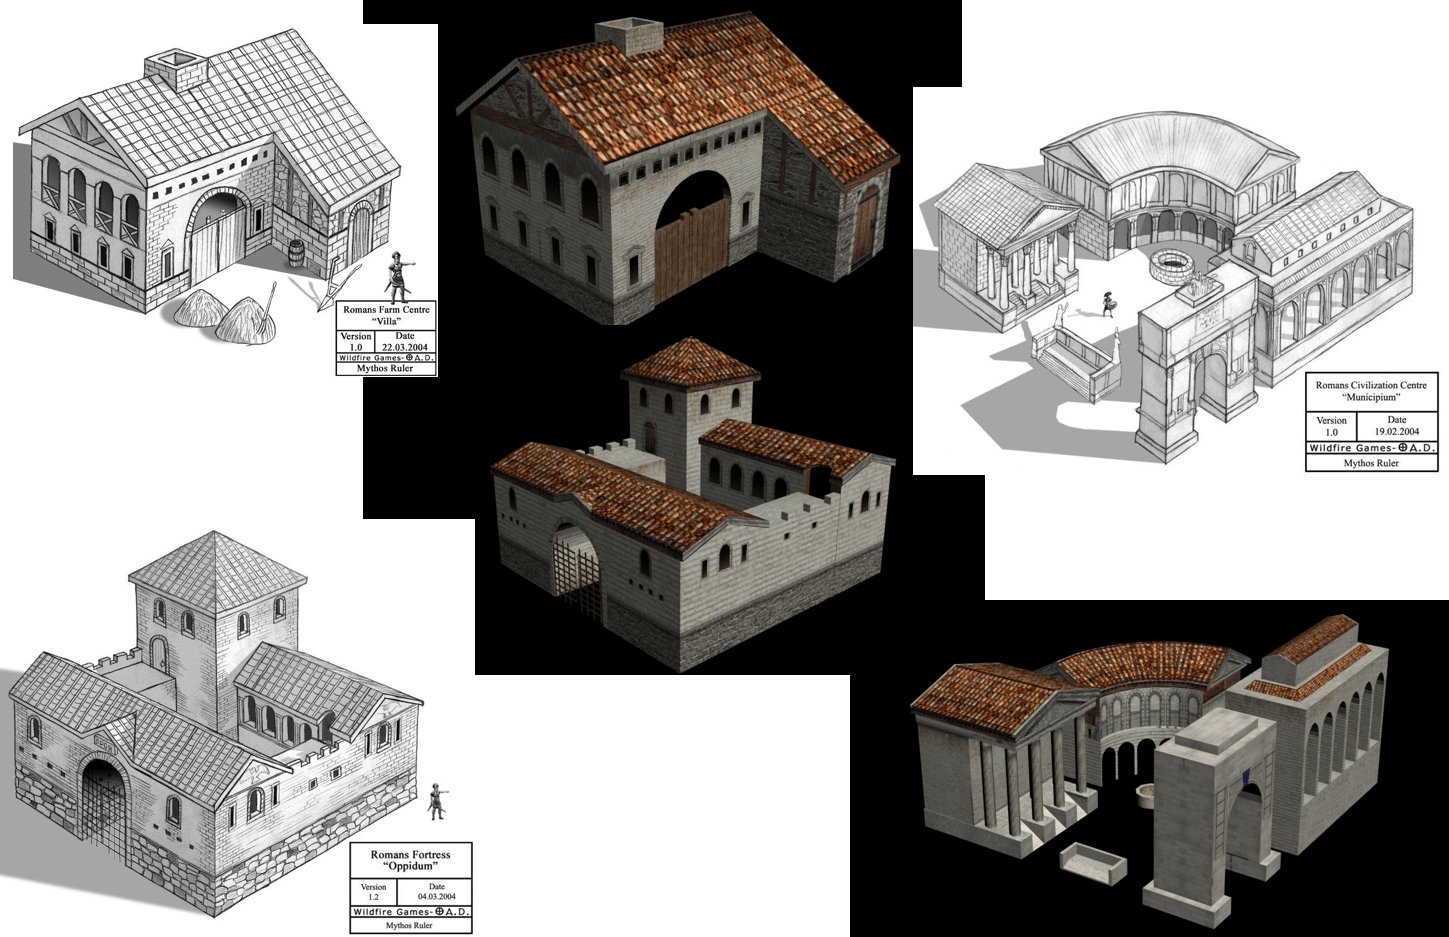 Romans Farm Centre
“Villa”
Version Date
1.0 22.03.2004
Wildfire Games-⊕A.D.
Mythos Ruler
Romans Civilization Centre
“Municipium”
Version Date
1.0 19.02.2004
Wildfire Games-⊕A.D.
Mythos Ruler
Romans Fortress
“Oppidum”
Version Date
1.2 04.03.2004
Wildfire Games-⊕A.D.
Mythos Ruler